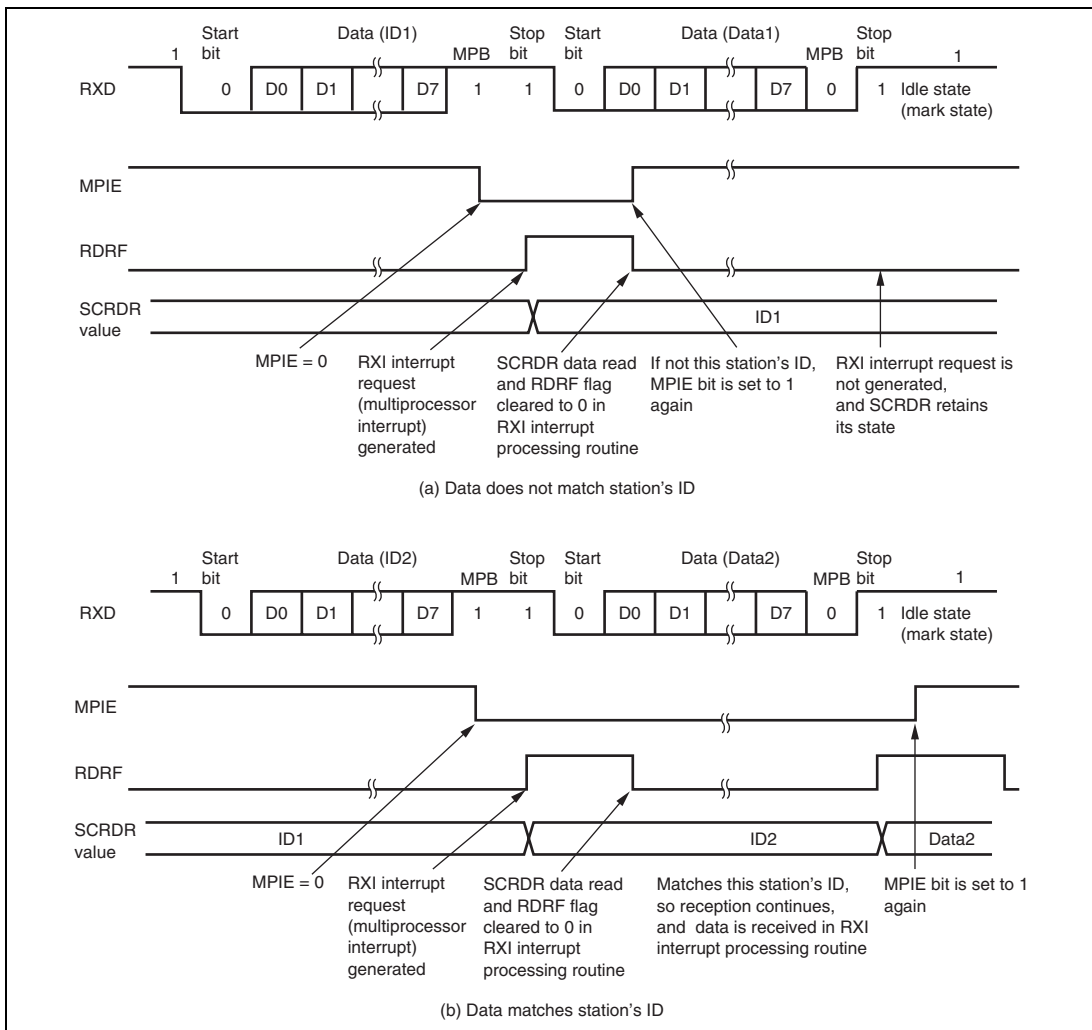 Start bit Data (ID1) MPB Stop bit Start bit Data (Data1) MPB Stop bit 1
1
RXD 0 D0 D1 D7 1 1 0 D0 D1 D7 0 1 Idle state (mark state)
MPIE
RDRF
SCRDR value ID1
MPIE = 0
RXI interrupt request (multiprocessor interrupt) generated
SCRDR data read and RDRF flag cleared to 0 in RXI interrupt processing routine
If not this station's ID, MPIE bit is set to 1 again
RXI interrupt request is not generated, and SCRDR retains its state
(a) Data does not match station's ID
Start bit Data (ID2) MPB Stop bit Start bit Data (Data2) MPB Stop bit 1
1
RXD 0 D0 D1 D7 1 1 0 D0 D1 D7 0 1 Idle state (mark state)
MPIE
RDRF
SCRDR value ID1 ID2 Data2
MPIE = 0
RXI interrupt request (multiprocessor interrupt) generated
SCRDR data read and RDRF flag cleared to 0 in RXI interrupt processing routine
Matches this station's ID, so reception continues, and data is received in RXI interrupt processing routine
MPIE bit is set to 1 again
(b) Data matches station's ID